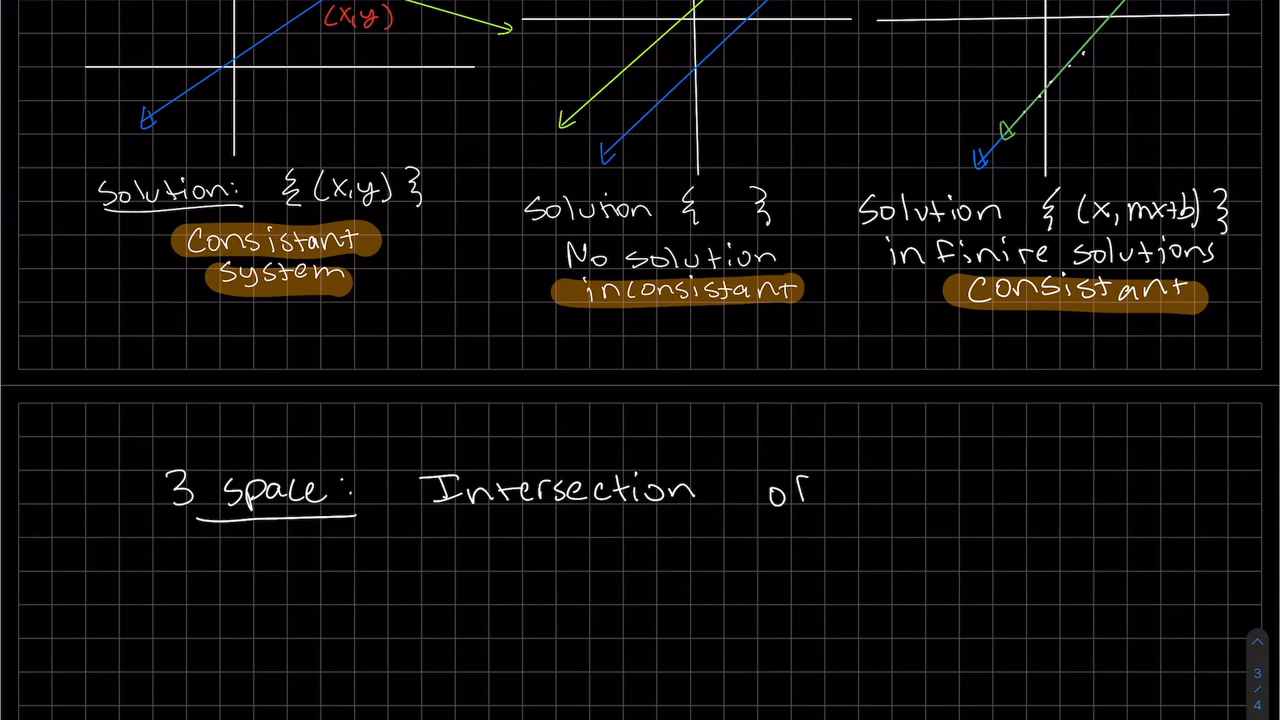 (x,y)
Solution: { (x,y) }
Consistant
system
Solution { }
No solution
inconsistant
Solution { (x, mx+b) }
infinire solutions
Consistant
3 space: Intersection of
3
/
4